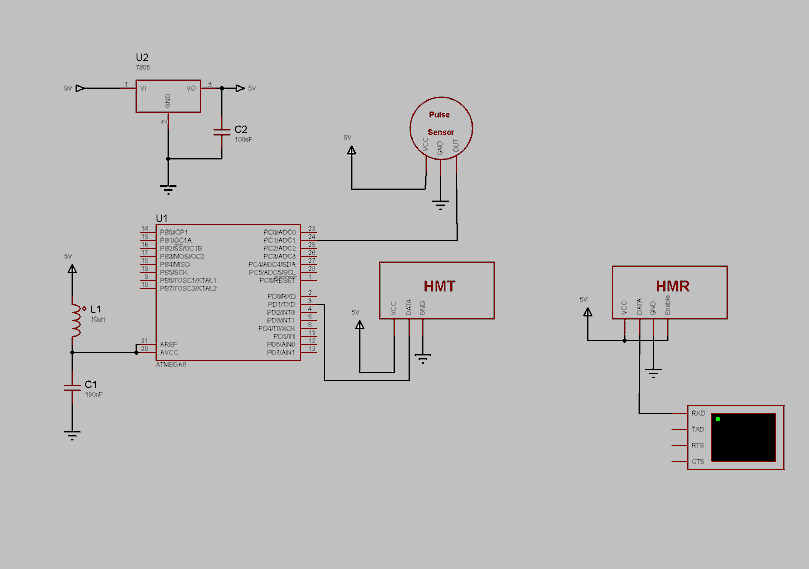 U2
7805
9V
1
VI
VO
3
5V
GND
2
C2
100nF
Pulse
Sensor
VCC
GND
OUT
5V
U1
14
PB0/ICP1
15
PB1/OC1A
16
PB2/SS/OC1B
17
PB3/MOSI/OC2
18
PB4/MISO
19
PB5/SCK
9
PB6/TOSC1/XTAL1
10
PB7/TOSC2/XTAL2
21
AREF
20
AVCC
PC0/ADC0
23
PC1/ADC1
24
PC2/ADC2
25
PC3/ADC3
26
PC4/ADC4/SDA
27
PC5/ADC5/SCL
28
PC6/RESET
1
PD0/RXD
2
PD1/TXD
3
PD2/INT0
4
PD3/INT1
5
PD4/T0/XCK
6
PD5/T1
11
PD6/AIN0
12
PD7/AIN1
13
ATMEGA8
5V
L1
10uH
C1
100nF
HMT
VCC
DATA
GND
5V
HMR
VCC
DATA
GND
Enable
5V
RXD
TXD
RTS
CTS